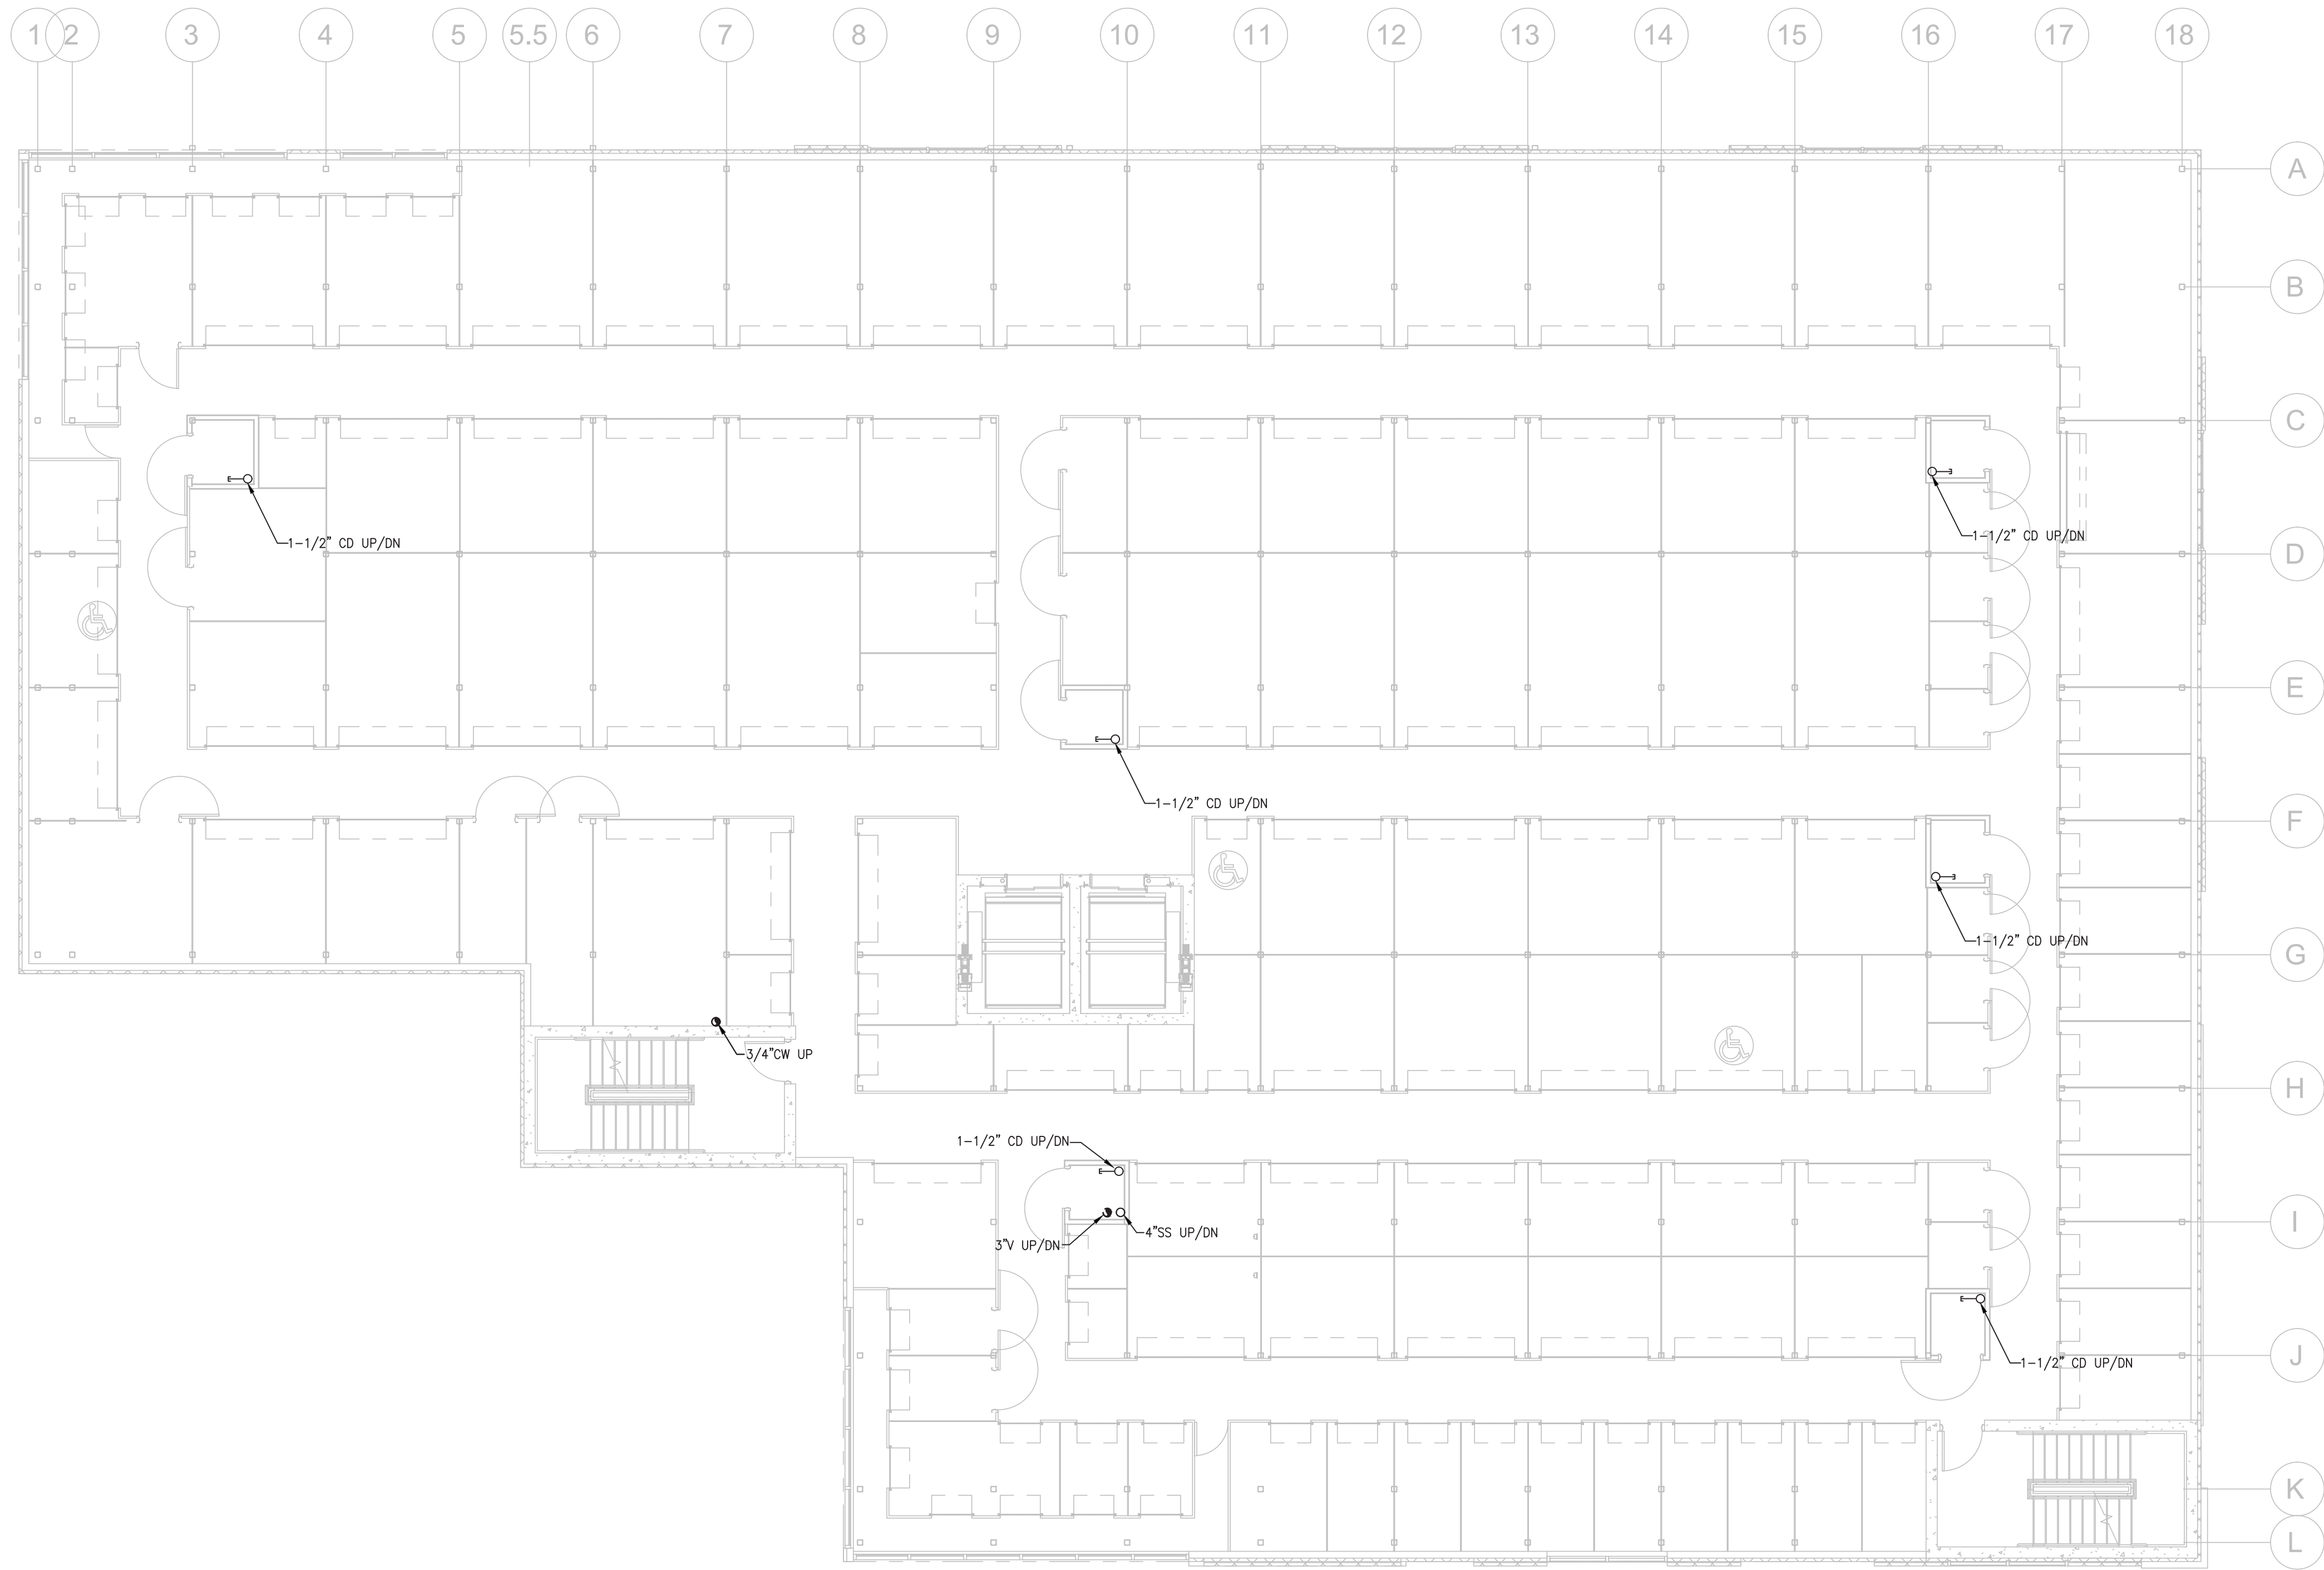 1
2
3
4
5
5.5
6
7
8
9
10
11
12
13
14
15
16
17
18
A
B
C
1-1/2" CD UP/DN
1-1/2" CD UP/DN
D
E
1-1/2" CD UP/DN
F
1-1/2" CD UP/DN
G
3/4"CW UP
H
1-1/2" CD UP/DN
I
4"SS UP/DN
3"V UP/DN
J
1-1/2" CD UP/DN
K
L